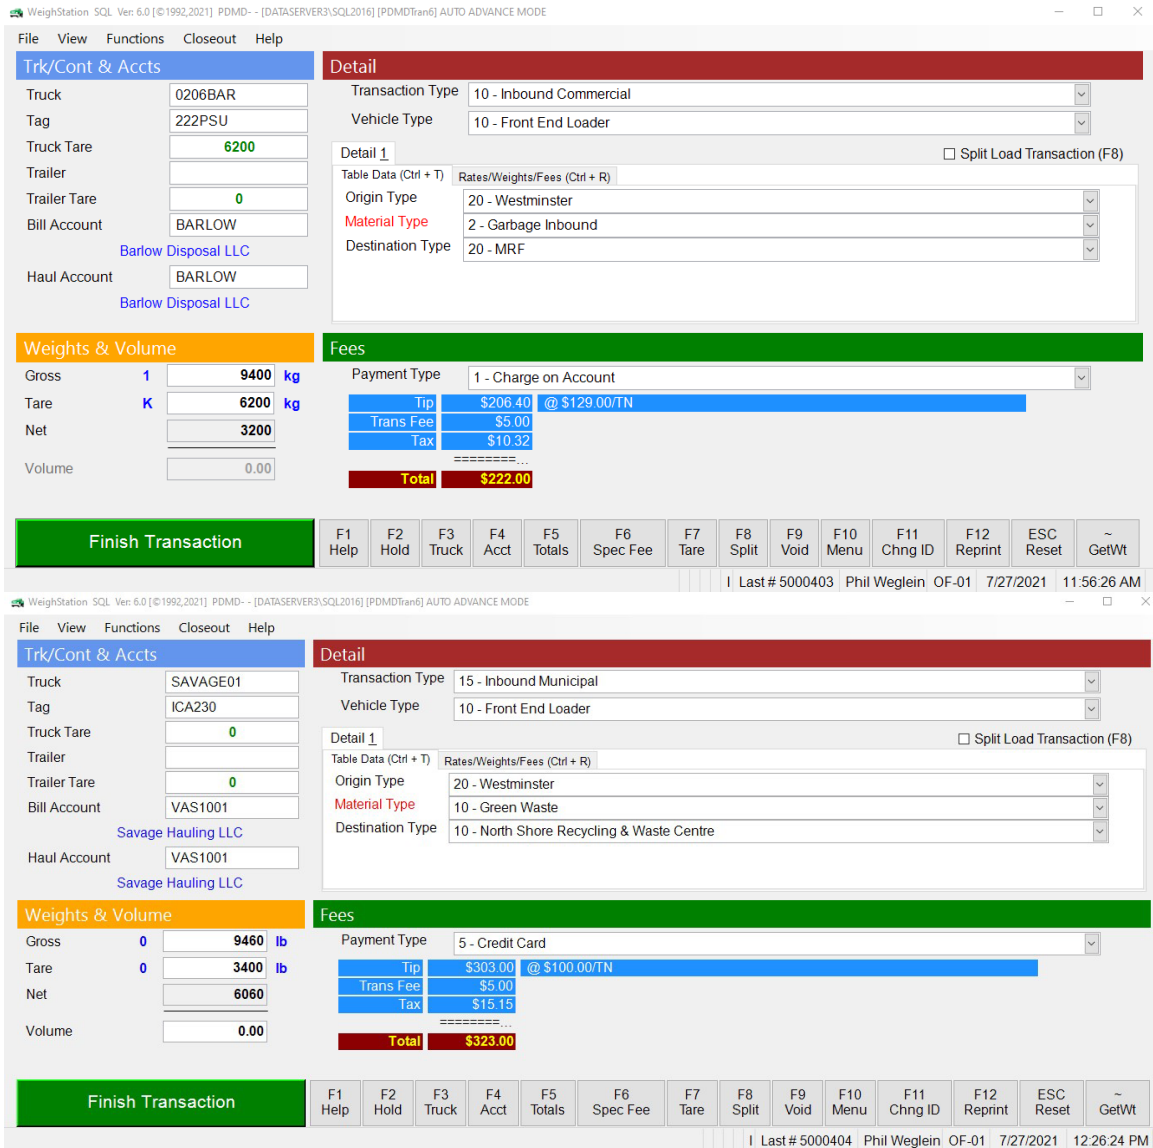 WeighStation SQL Ver: 6.0 [©1992,2021] PDMD- - [DATASERVER3\SQL2016] [PDMDTran6] AUTO ADVANCE MODE
File View Functions Closeout Help
Trk/Cont & Accts
Truck 0206BAR
Tag 222PSU
Truck Tare 6200
Trailer
Trailer Tare 0
Bill Account BARLOW
Barlow Disposal LLC
Haul Account BARLOW
Barlow Disposal LLC
Detail
Transaction Type 10 - Inbound Commercial
Vehicle Type 10 - Front End Loader
Detail 1 Split Load Transaction (F8)
Table Data (Ctrl + T) Rates/Weights/Fees (Ctrl + R)
Origin Type 20 - Westminster
Material Type 2 - Garbage Inbound
Destination Type 20 - MRF
Weights & Volume
Gross 1 9400 kg
Tare K 6200 kg
Net 3200
Volume 0.00
Fees
Payment Type 1 - Charge on Account
Tip $206.40 @ $129.00/TN
Trans Fee $5.00
Tax $10.32
========...
Total $222.00
Finish Transaction
F1 Help F2 Hold F3 Truck F4 Acct F5 Totals F6 Spec Fee F7 Tare F8 Split F9 Void F10 Menu F11 Chng ID F12 Reprint ESC Reset ~ GetWt
I Last # 5000403 Phil Weglein OF-01 7/27/2021 11:56:26 AM
WeighStation SQL Ver: 6.0 [©1992,2021] PDMD- - [DATASERVER3\SQL2016] [PDMDTran6] AUTO ADVANCE MODE
File View Functions Closeout Help
Trk/Cont & Accts
Truck SAVAGE01
Tag ICA230
Truck Tare 0
Trailer
Trailer Tare 0
Bill Account VAS1001
Savage Hauling LLC
Haul Account VAS1001
Savage Hauling LLC
Detail
Transaction Type 15 - Inbound Municipal
Vehicle Type 10 - Front End Loader
Detail 1 Split Load Transaction (F8)
Table Data (Ctrl + T) Rates/Weights/Fees (Ctrl + R)
Origin Type 20 - Westminster
Material Type 10 - Green Waste
Destination Type 10 - North Shore Recycling & Waste Centre
Weights & Volume
Gross 0 9460 lb
Tare 0 3400 lb
Net 6060
Volume 0.00
Fees
Payment Type 5 - Credit Card
Tip $303.00 @ $100.00/TN
Trans Fee $5.00
Tax $15.15
========...
Total $323.00
Finish Transaction
F1 Help F2 Hold F3 Truck F4 Acct F5 Totals F6 Spec Fee F7 Tare F8 Split F9 Void F10 Menu F11 Chng ID F12 Reprint ESC Reset ~ GetWt
I Last # 5000404 Phil Weglein OF-01 7/27/2021 12:26:24 PM